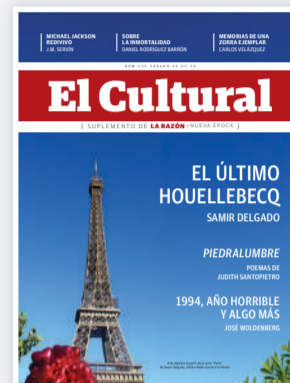 MICHAEL JACKSON
REDIVIVO
J.M. SERVÍN
SOBRE
LA INMORTALIDAD
DANIEL RODRÍGUEZ BARRÓN
MEMORIAS DE UNA
ZORRA EJEMPLAR
CARLOS VELÁZQUEZ
El Cultural
[ SUPLEMENTO DE LA RAZÓN • NUEVA ÉPOCA ]
EL ÚLTIMO
HOUELLEBECQ
SAMIR DELGADO
PIEDRALUMBRE
POEMAS DE
JUDITH SANTOPIETRO
1994, AÑO HORRIBLE
Y ALGO MÁS
JOSÉ WOLDENBERG